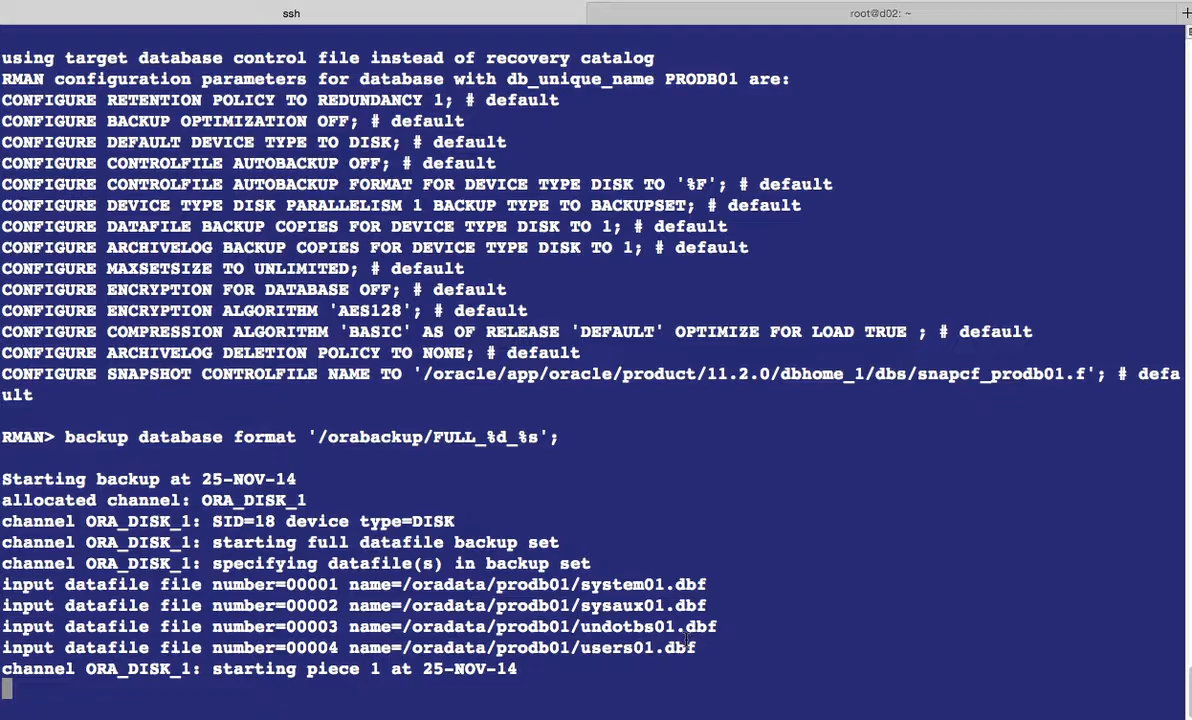 ssh
root@d02: ~
+
using target database control file instead of recovery catalog
RMAN configuration parameters for database with db_unique_name PRODB01 are:
CONFIGURE RETENTION POLICY TO REDUNDANCY 1; # default
CONFIGURE BACKUP OPTIMIZATION OFF; # default
CONFIGURE DEFAULT DEVICE TYPE TO DISK; # default
CONFIGURE CONTROLFILE AUTOBACKUP OFF; # default
CONFIGURE CONTROLFILE AUTOBACKUP FORMAT FOR DEVICE TYPE DISK TO '%F'; # default
CONFIGURE DEVICE TYPE DISK PARALLELISM 1 BACKUP TYPE TO BACKUPSET; # default
CONFIGURE DATAFILE BACKUP COPIES FOR DEVICE TYPE DISK TO 1; # default
CONFIGURE ARCHIVELOG BACKUP COPIES FOR DEVICE TYPE DISK TO 1; # default
CONFIGURE MAXSETSIZE TO UNLIMITED; # default
CONFIGURE ENCRYPTION FOR DATABASE OFF; # default
CONFIGURE ENCRYPTION ALGORITHM 'AES128'; # default
CONFIGURE COMPRESSION ALGORITHM 'BASIC' AS OF RELEASE 'DEFAULT' OPTIMIZE FOR LOAD TRUE ; # default
CONFIGURE ARCHIVELOG DELETION POLICY TO NONE; # default
CONFIGURE SNAPSHOT CONTROLFILE NAME TO '/oracle/app/oracle/product/11.2.0/dbhome_1/dbs/snapcf_prodb01.f'; # defa
ult
RMAN> backup database format '/orabackup/FULL_%d_%s';
Starting backup at 25-NOV-14
allocated channel: ORA_DISK_1
channel ORA_DISK_1: SID=18 device type=DISK
channel ORA_DISK_1: starting full datafile backup set
channel ORA_DISK_1: specifying datafile(s) in backup set
input datafile file number=00001 name=/oradata/prodb01/system01.dbf
input datafile file number=00002 name=/oradata/prodb01/sysaux01.dbf
input datafile file number=00003 name=/oradata/prodb01/undotbs01.dbf
input datafile file number=00004 name=/oradata/prodb01/users01.dbf
channel ORA_DISK_1: starting piece 1 at 25-NOV-14